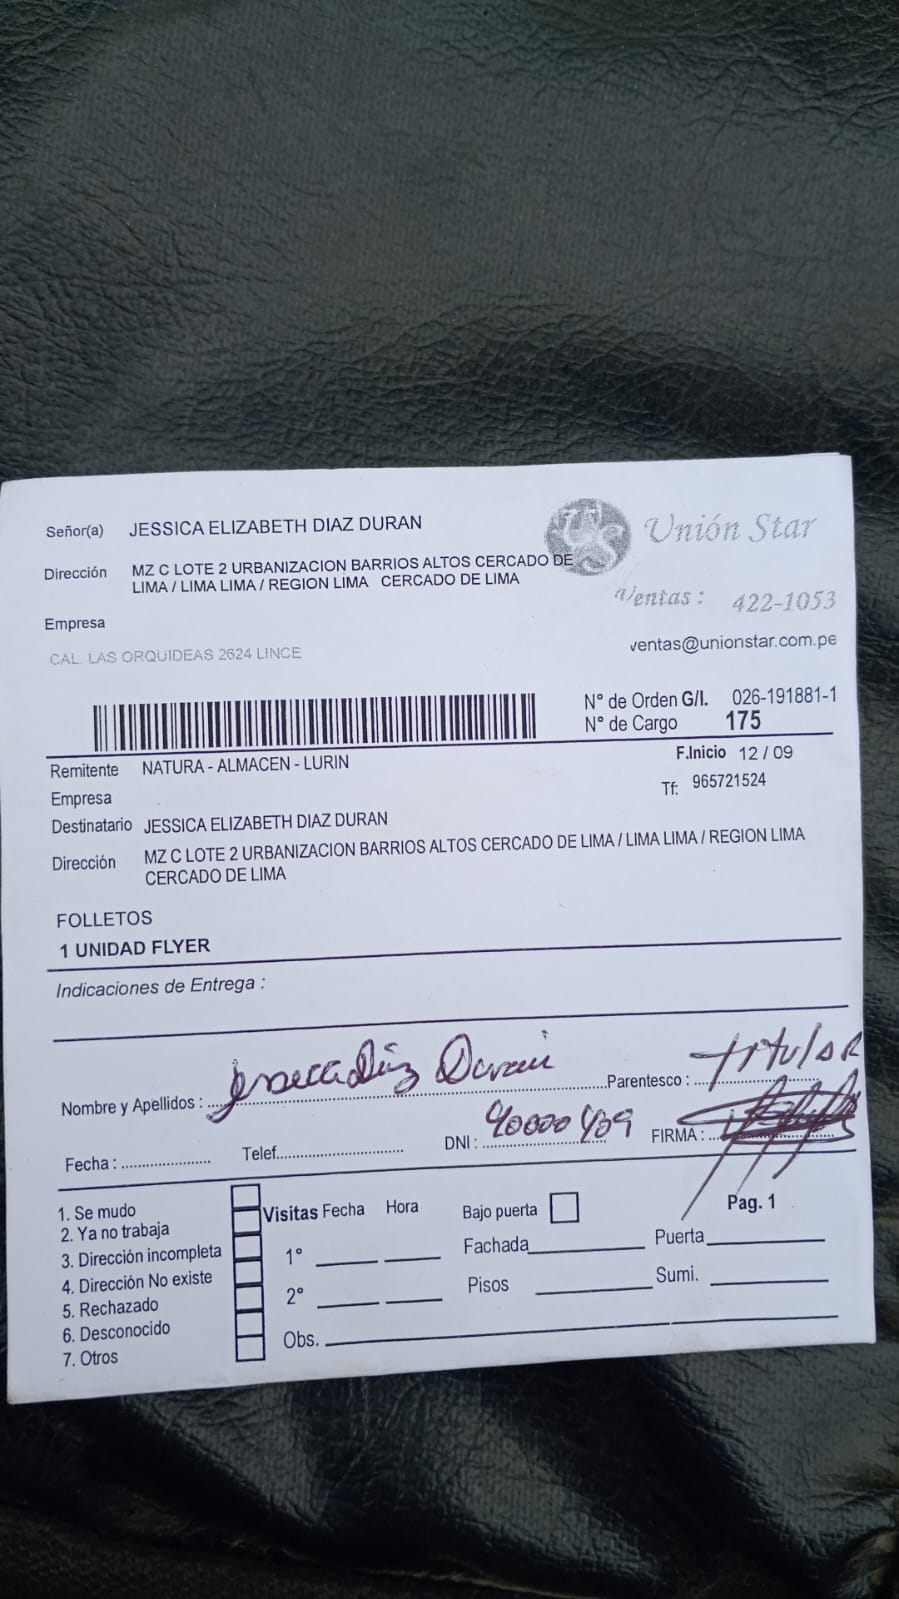 Señor(a) JESSICA ELIZABETH DIAZ DURAN
Unión Star
Dirección MZ C LOTE 2 URBANIZACION BARRIOS ALTOS CERCADO DE
LIMA / LIMA LIMA / REGION LIMA CERCADO DE LIMA
Ventas : 422-1053
Empresa
ventas@unionstar.com.pe
CAL. LAS ORQUIDEAS 2624 LINCE
N° de Orden G/I. 026-191881-1
N° de Cargo 175
Remitente NATURA - ALMACEN - LURIN
F.Inicio 12 / 09
Empresa
Tf: 965721524
Destinatario JESSICA ELIZABETH DIAZ DURAN
Dirección MZ C LOTE 2 URBANIZACION BARRIOS ALTOS CERCADO DE LIMA / LIMA LIMA / REGION LIMA
CERCADO DE LIMA
FOLLETOS
1 UNIDAD FLYER
Indicaciones de Entrega :
Nombre y Apellidos : Jessica Díaz Duran Parentesco : Titular
Fecha : Telef. DNI : 40000409 FIRMA :
1. Se mudo
2. Ya no trabaja
3. Dirección incompleta
4. Dirección No existe
5. Rechazado
6. Desconocido
7. Otros
Visitas Fecha Hora
1°
2°
Obs.
Bajo puerta
Fachada
Pisos
Pag. 1
Puerta
Sumi.